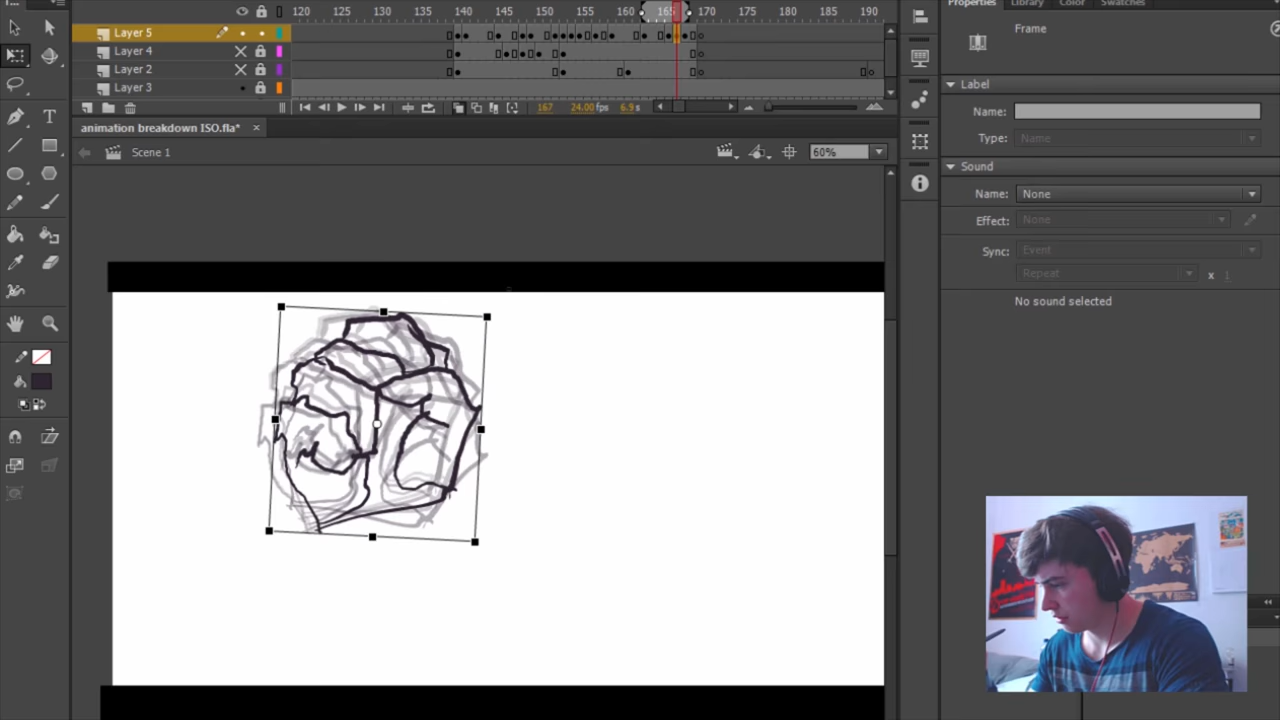 Properties Library Color Swatches
120 125 130 135 140 145 150 155 160 165 170 175 180 185 190
Layer 5
Layer 4
Layer 2
Layer 3
167 24.00 fps 6.9 s
Frame
Label
Name:
Type: Name
Sound
Name: None
Effect: None
Sync: Event
Repeat x 1
No sound selected
animation breakdown ISO.fla* ×
Scene 1
60%
T